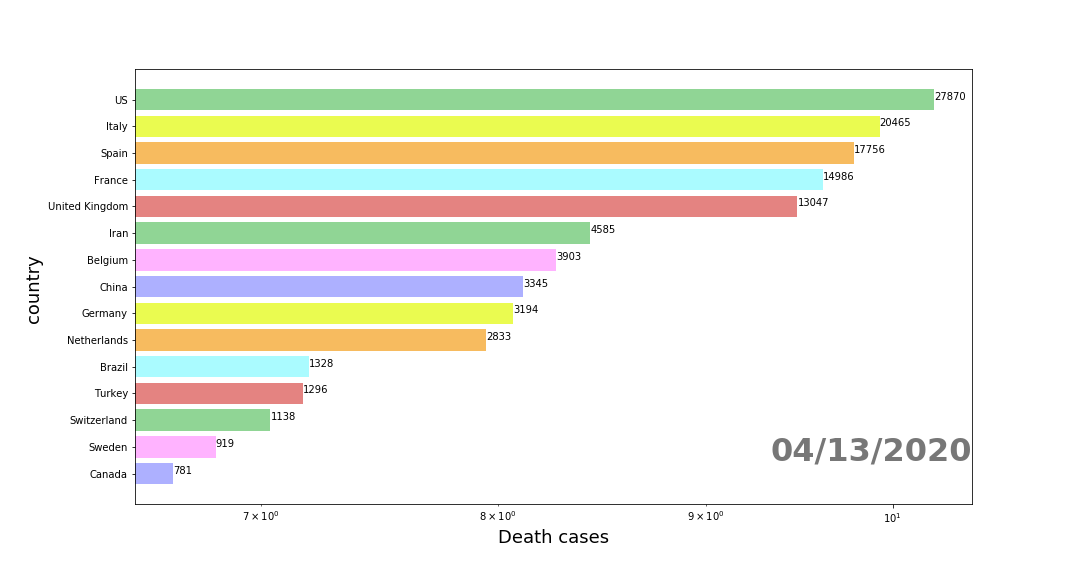 US 27870
Italy 20465
Spain 17756
France 14986
United Kingdom 13047
Iran 4585
Belgium 3903
country
China 3345
Germany 3194
Netherlands 2833
Brazil 1328
Turkey 1296
Switzerland 1138
Sweden 919
04/13/2020
Canada 781
7 × 10⁰ 8 × 10⁰ 9 × 10⁰ 10¹
Death cases